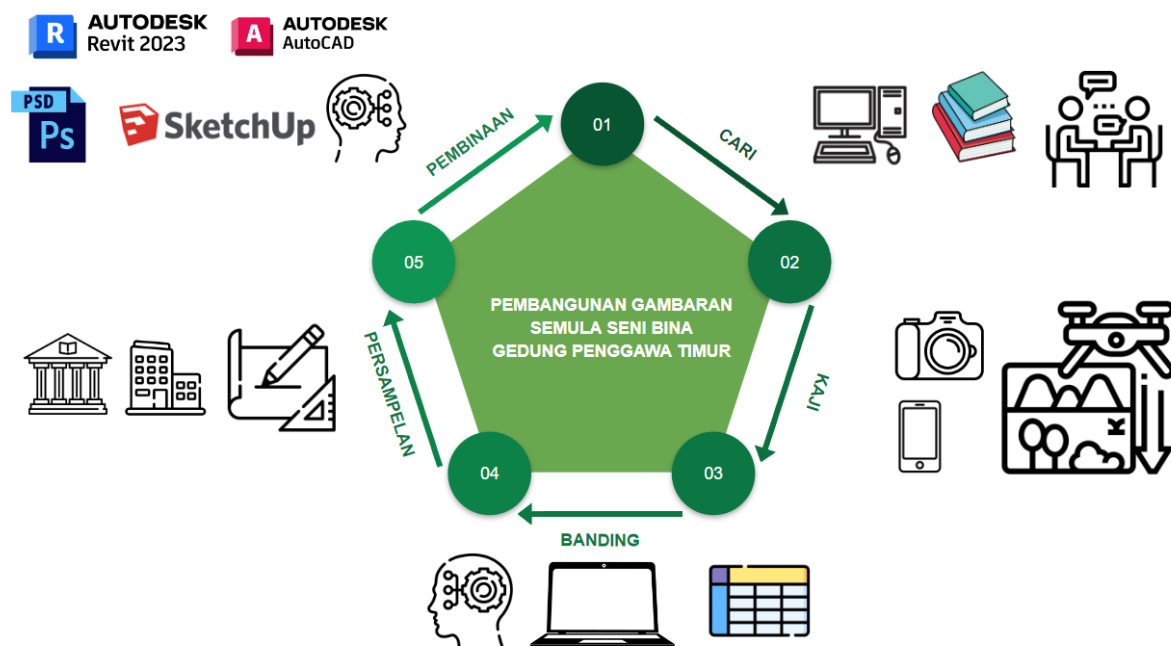 AUTODESK
Revit 2023
AUTODESK
AutoCAD
R
A
PSD
Ps
SketchUp
PEMBINAAN
01
CARI
05
02
PEMBANGUNAN GAMBARAN
SEMULA SENI BINA
GEDUNG PENGGAWA TIMUR
PERSAMPELAN
KAJI
K
04
03
BANDING